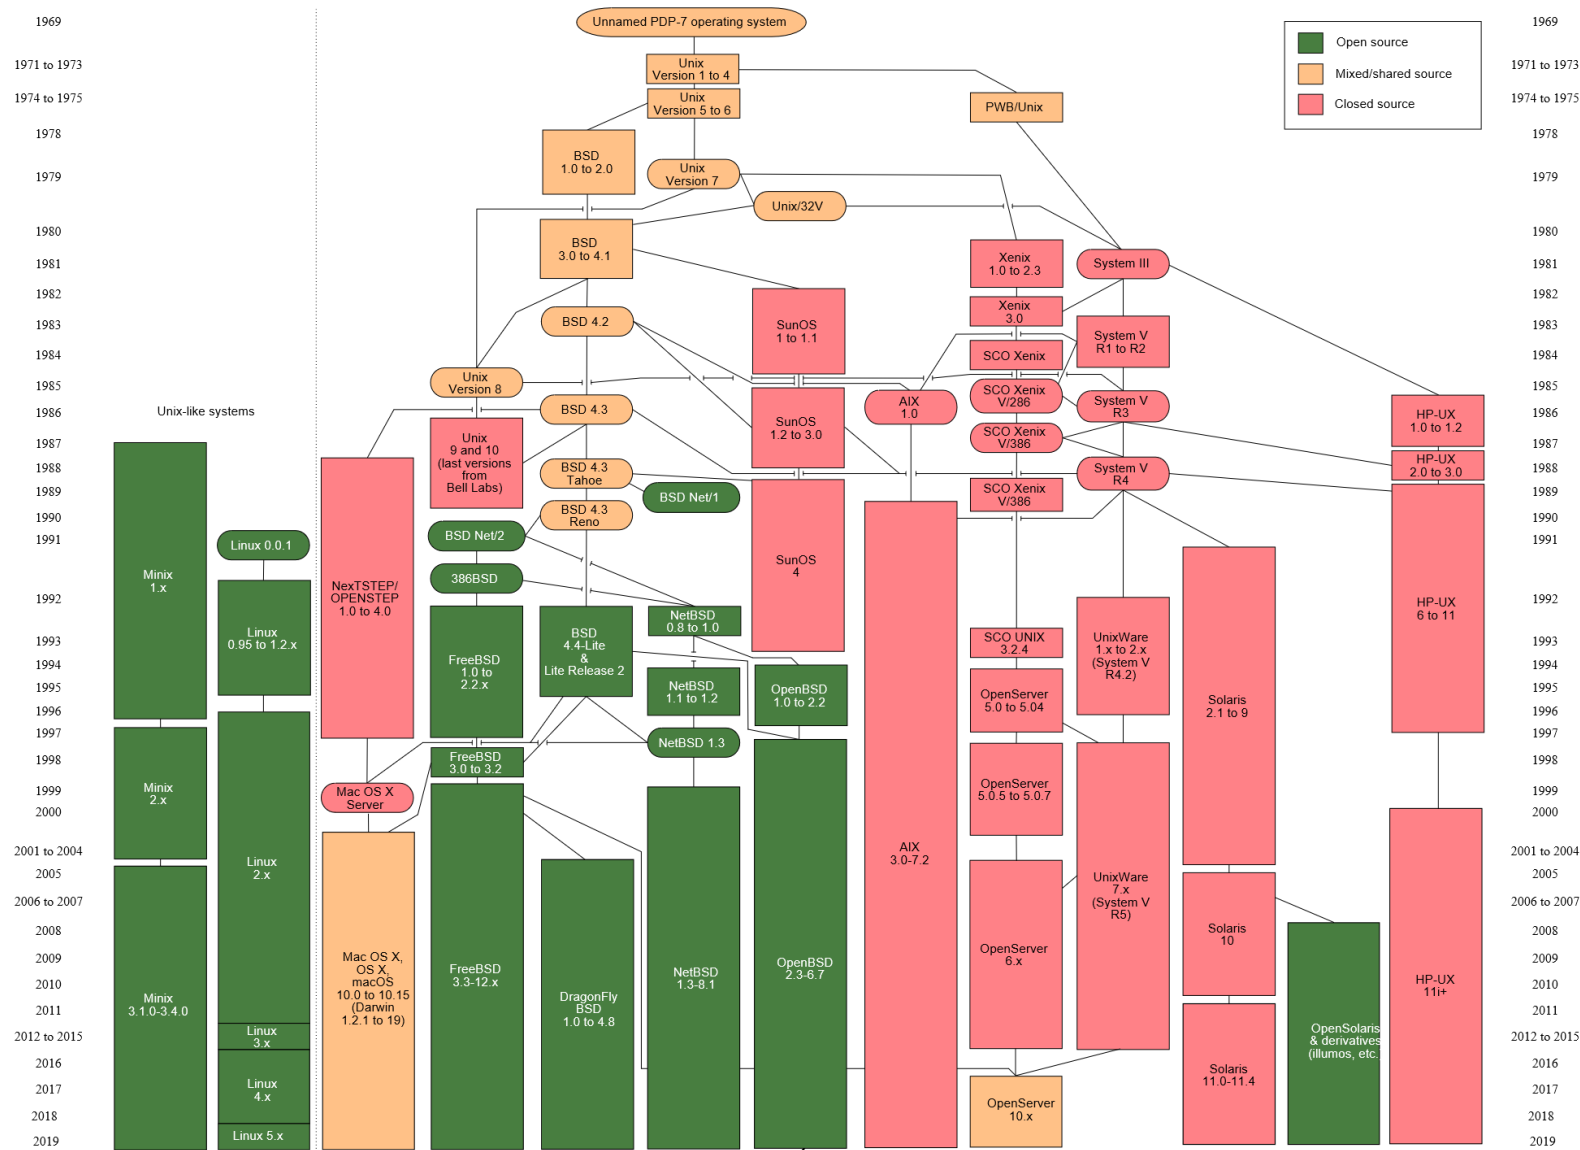 1969
Unnamed PDP-7 operating system
1969
Open source
Mixed/shared source
Closed source
1971 to 1973
Unix
Version 1 to 4
1971 to 1973
1974 to 1975
Unix
Version 5 to 6
PWB/Unix
1974 to 1975
1978
BSD
1.0 to 2.0
1978
1979
Unix
Version 7
1979
Unix/32V
1980
BSD
3.0 to 4.1
1980
1981
Xenix
1.0 to 2.3
System III
1981
1982
Xenix
3.0
1982
1983
BSD 4.2
SunOS
1 to 1.1
System V
R1 to R2
1983
1984
SCO Xenix
1984
1985
Unix
Version 8
SCO Xenix
V/286
1985
Unix-like systems
1986
BSD 4.3
AIX
1.0
System V
R3
HP-UX
1.0 to 1.2
1986
1987
Unix
9 and 10
(last versions
from
Bell Labs)
SunOS
1.2 to 3.0
SCO Xenix
V/386
1987
1988
BSD 4.3
Tahoe
System V
R4
HP-UX
2.0 to 3.0
1988
1989
BSD Net/1
SCO Xenix
V/386
1989
1990
BSD 4.3
Reno
1990
1991
Linux 0.0.1
BSD Net/2
1991
Minix
1.x
NexTSTEP/
OPENSTEP
1.0 to 4.0
386BSD
SunOS
4
HP-UX
6 to 11
1992
1992
Linux
0.95 to 1.2.x
BSD
4.4-Lite
&
Lite Release 2
NetBSD
0.8 to 1.0
1993
SCO UNIX
3.2.4
UnixWare
1.x to 2.x
(System V
R4.2)
1993
1994
FreeBSD
1.0 to
2.2.x
1994
1995
NetBSD
1.1 to 1.2
OpenBSD
1.0 to 2.2
OpenServer
5.0 to 5.04
Solaris
2.1 to 9
1995
1996
1996
1997
NetBSD 1.3
1997
1998
FreeBSD
3.0 to 3.2
1998
1999
Minix
2.x
Mac OS X
Server
OpenServer
5.0.5 to 5.0.7
1999
2000
2000
2001 to 2004
Linux
2.x
AIX
3.0-7.2
2001 to 2004
2005
UnixWare
7.x
(System V
R5)
2005
2006 to 2007
2006 to 2007
2008
Solaris
10
2008
2009
Mac OS X,
OS X,
macOS
10.0 to 10.15
(Darwin
1.2.1 to 19)
FreeBSD
3.3-12.x
NetBSD
1.3-8.1
OpenBSD
2.3-6.7
OpenServer
6.x
2009
2010
Minix
3.1.0-3.4.0
DragonFly
BSD
1.0 to 4.8
HP-UX
11i+
2010
2011
2011
2012 to 2015
Linux
3.x
OpenSolaris
& derivatives
(illumos, etc.
2012 to 2015
2016
Solaris
11.0-11.4
2016
2017
Linux
4.x
OpenServer
10.x
2017
2018
2018
2019
Linux 5.x
2019